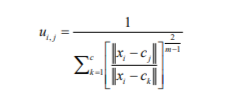 u_{i,j} = \frac{1}{\sum_{k=1}^{c} \left[ \frac{\|x_i - c_j\|}{\|x_i - c_k\|} \right]^{\frac{2}{m-1}}}